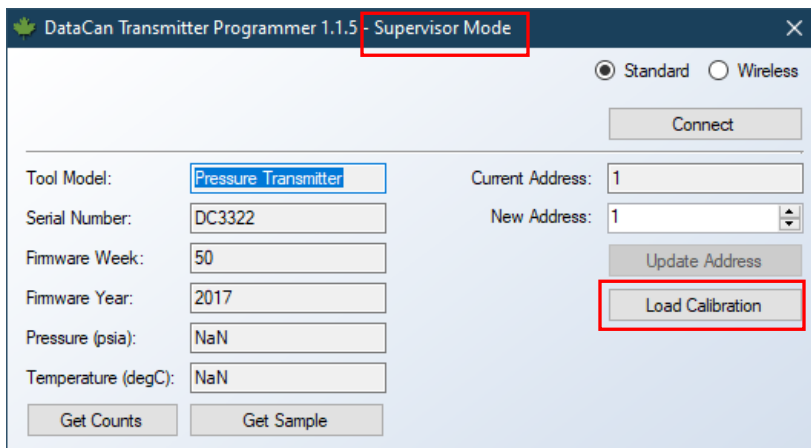 DataCan Transmitter Programmer 1.1.5 - Supervisor Mode
Standard Wireless
Connect
Tool Model: Pressure Transmitter Current Address: 1
Serial Number: DC3322 New Address: 1
Firmware Week: 50 Update Address
Firmware Year: 2017 Load Calibration
Pressure (psia): NaN
Temperature (degC): NaN
Get Counts Get Sample